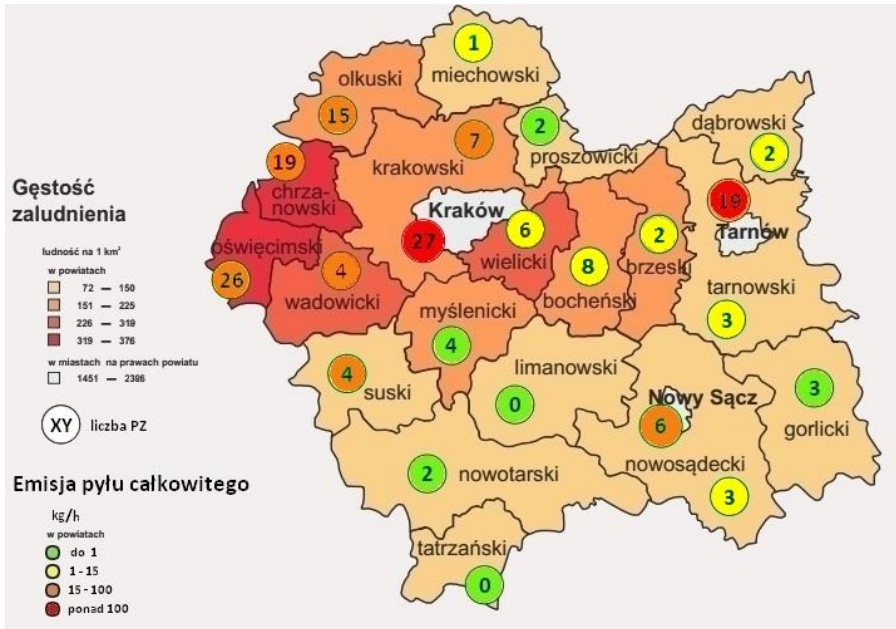 Gęstość
zaludnienia
ludność na 1 km²
w powiatach
72 — 150
151 — 225
226 — 319
319 — 376
w miastach na prawach powiatu
1451 — 2386
XY liczba PZ
Emisja pyłu całkowitego
kg/h
w powiatach
do 1
1 - 15
15 - 100
ponad 100
1
miechowski
olkuski
15
2
proszowicki
dąbrowski
2
7
krakowski
19
chrza-
nowski
Kraków
27
6
wielicki
19
Tarnów
oświęcimski
26
4
wadowicki
8
bocheński
2
brzeski
tarnowski
3
myślenicki
4
4
suski
limanowski
0
Nowy Sącz
6
nowosądecki
3
3
gorlicki
2
nowotarski
tatrzański
0